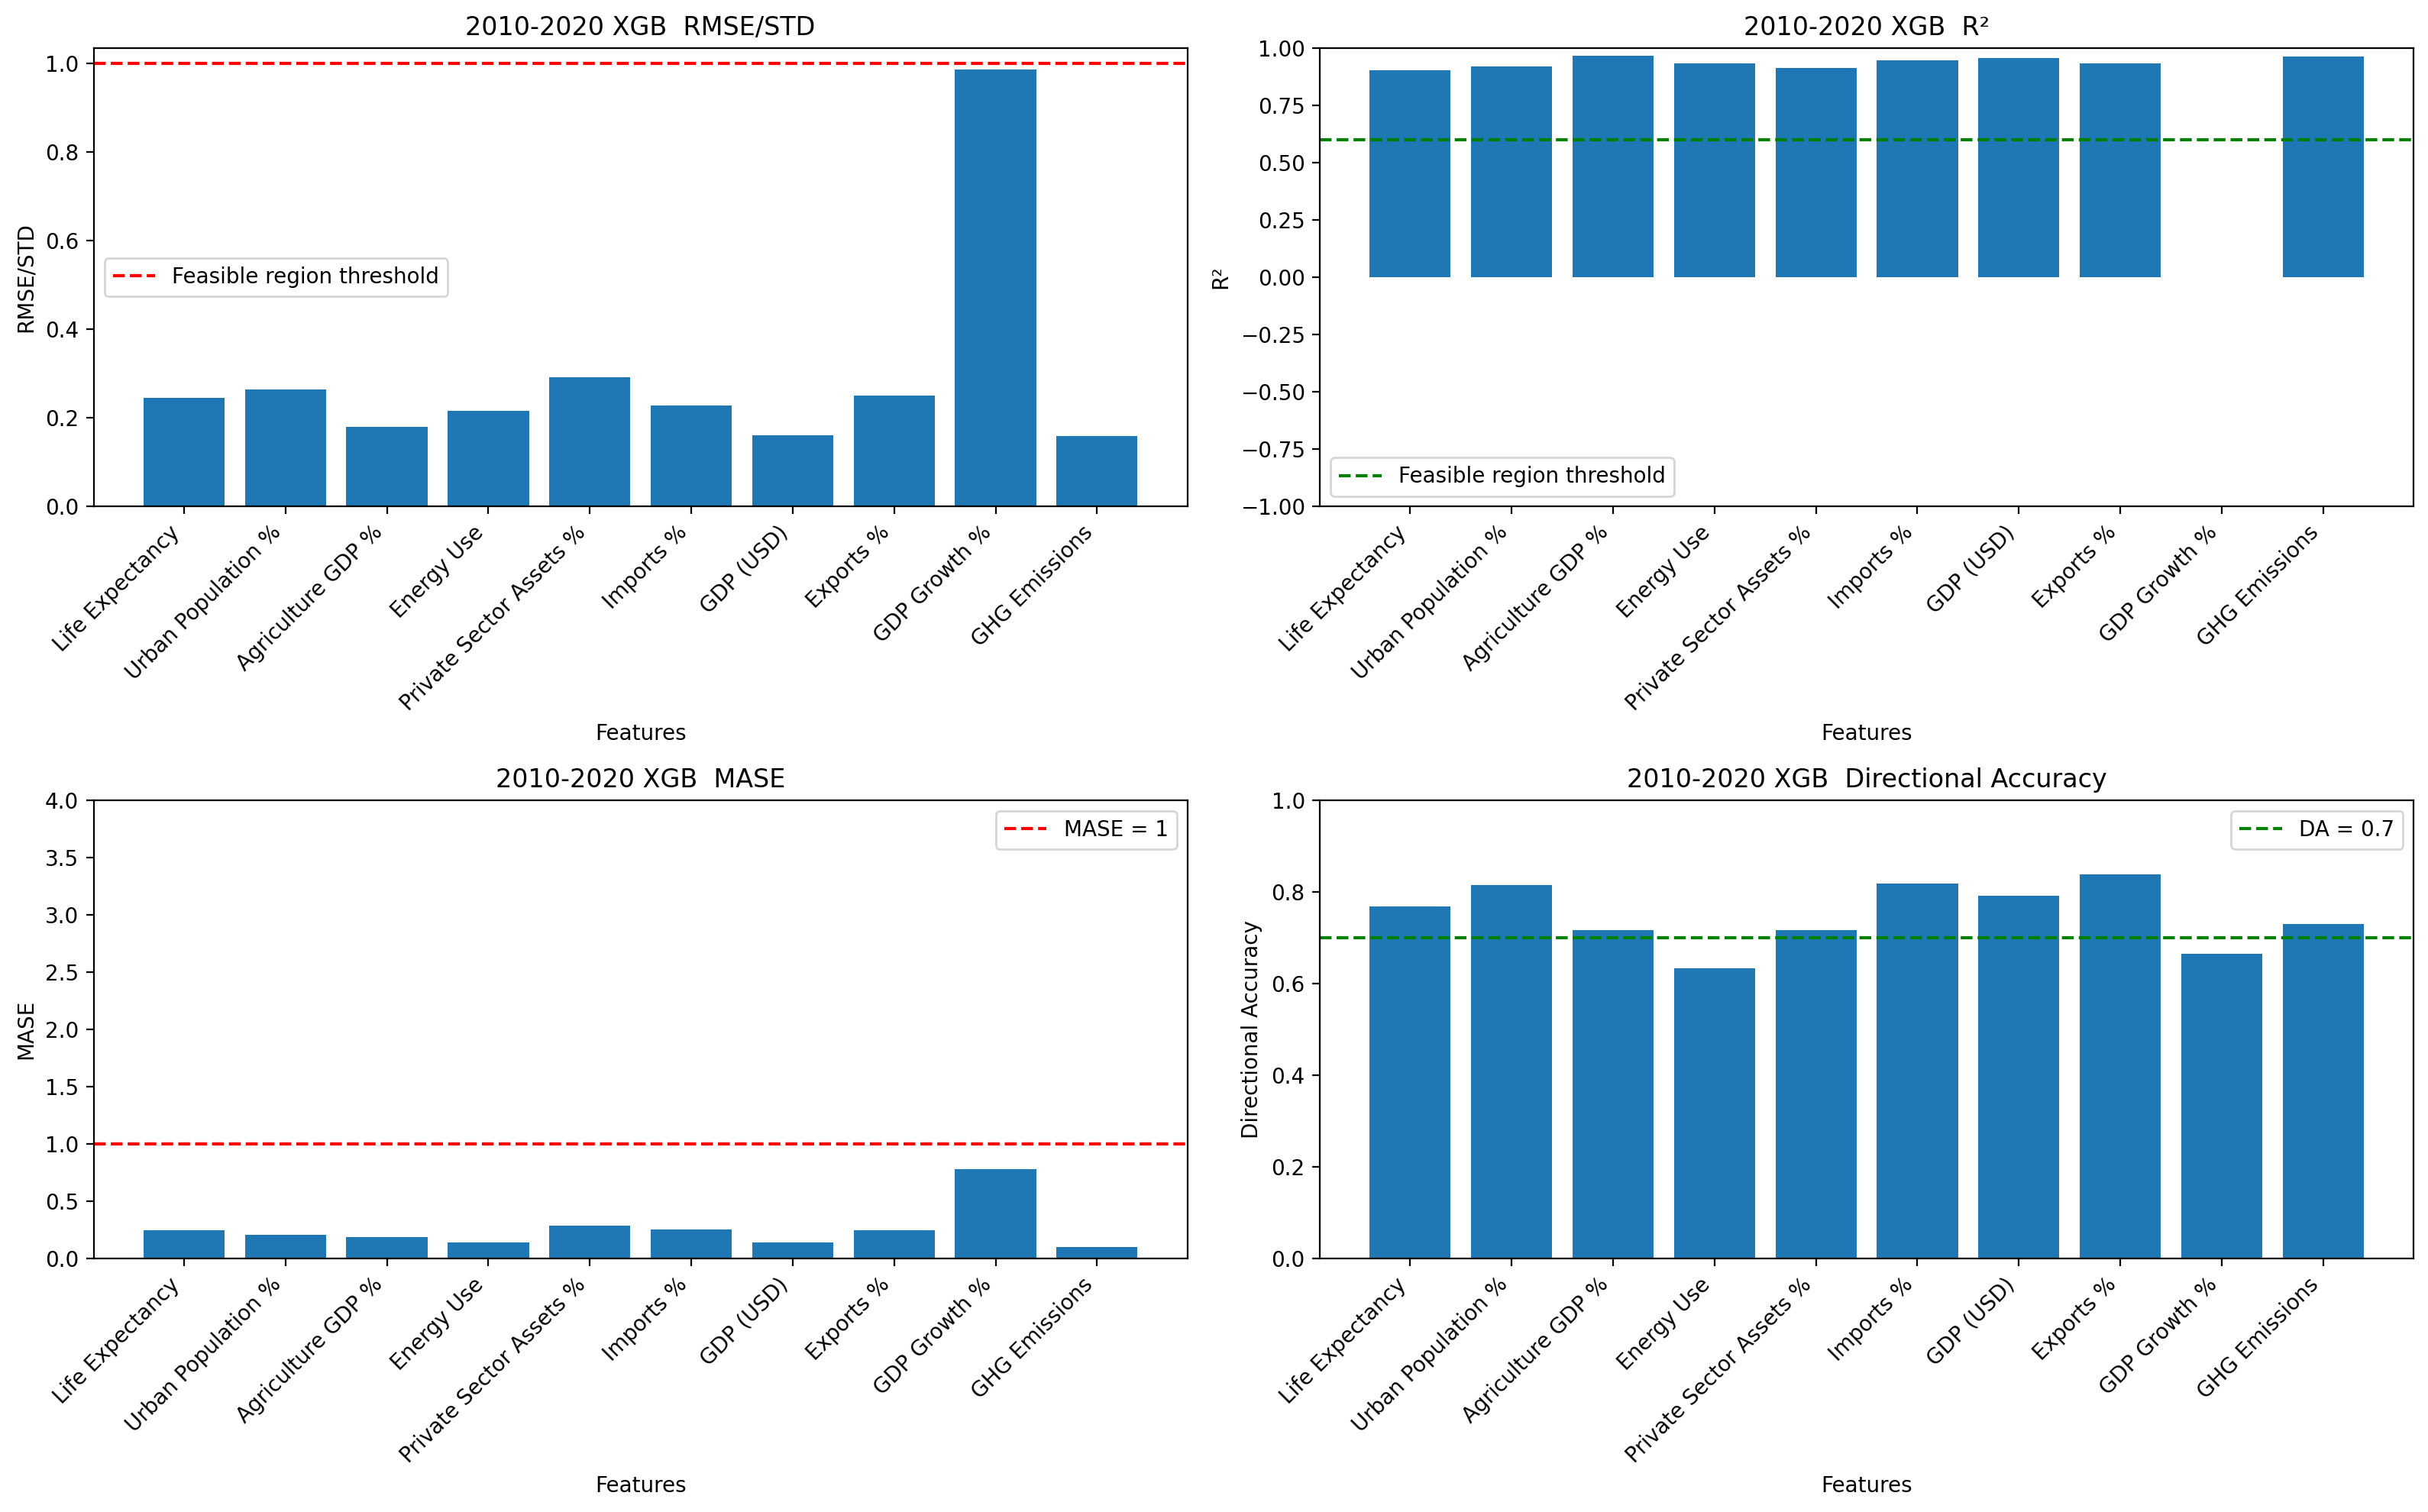 2010-2020 XGB  RMSE/STD
RMSE/STD
1.0
0.8
0.6
0.4
0.2
0.0
Feasible region threshold
Life Expectancy
Urban Population %
Agriculture GDP %
Energy Use
Private Sector Assets %
Imports %
GDP (USD)
Exports %
GDP Growth %
GHG Emissions
Features
2010-2020 XGB  R²
R²
1.00
0.75
0.50
0.25
0.00
−0.25
−0.50
−0.75
−1.00
Feasible region threshold
Life Expectancy
Urban Population %
Agriculture GDP %
Energy Use
Private Sector Assets %
Imports %
GDP (USD)
Exports %
GDP Growth %
GHG Emissions
Features
2010-2020 XGB  MASE
MASE
4.0
3.5
3.0
2.5
2.0
1.5
1.0
0.5
0.0
MASE = 1
Life Expectancy
Urban Population %
Agriculture GDP %
Energy Use
Private Sector Assets %
Imports %
GDP (USD)
Exports %
GDP Growth %
GHG Emissions
Features
2010-2020 XGB  Directional Accuracy
Directional Accuracy
1.0
0.8
0.6
0.4
0.2
0.0
DA = 0.7
Life Expectancy
Urban Population %
Agriculture GDP %
Energy Use
Private Sector Assets %
Imports %
GDP (USD)
Exports %
GDP Growth %
GHG Emissions
Features